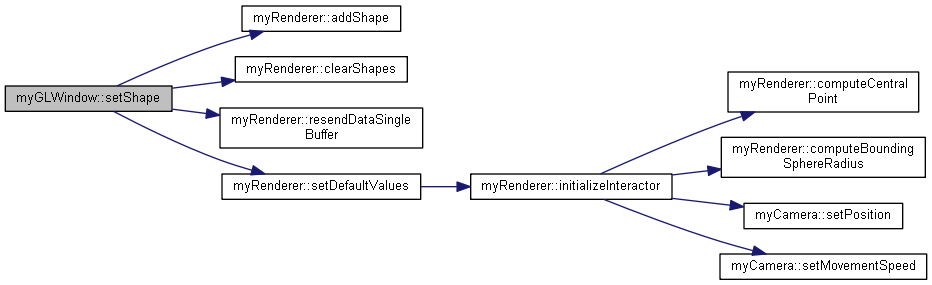 myGLWindow::setShape
myRenderer::addShape
myRenderer::clearShapes
myRenderer::resendDataSingle
Buffer
myRenderer::setDefaultValues
myRenderer::initializeInteractor
myRenderer::computeCentral
Point
myRenderer::computeBounding
SphereRadius
myCamera::setPosition
myCamera::setMovementSpeed